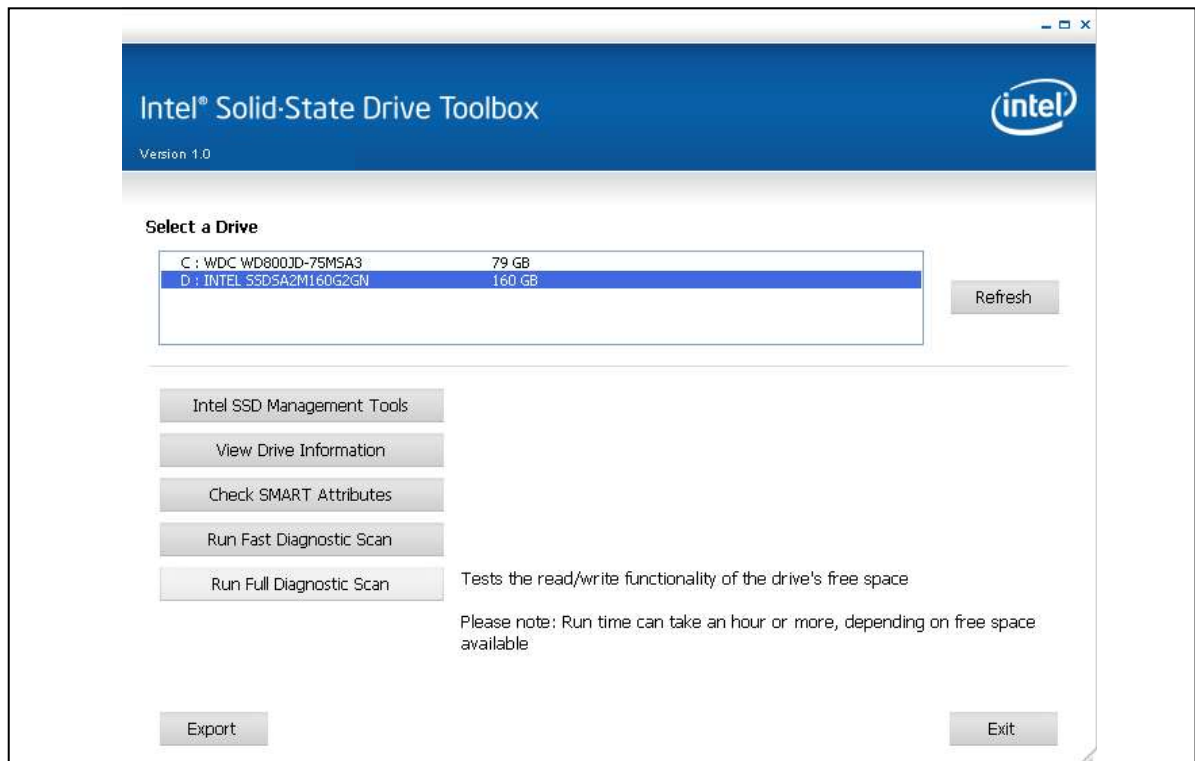 Intel® Solid-State Drive Toolbox
intel
Version 1.0
Select a Drive
C : WDC WD800JD-75MSA3 79 GB
D : INTEL SSDSA2M160G2GN 160 GB
Refresh
Intel SSD Management Tools
View Drive Information
Check SMART Attributes
Run Fast Diagnostic Scan
Run Full Diagnostic Scan
Tests the read/write functionality of the drive's free space
Please note: Run time can take an hour or more, depending on free space
available
Export
Exit